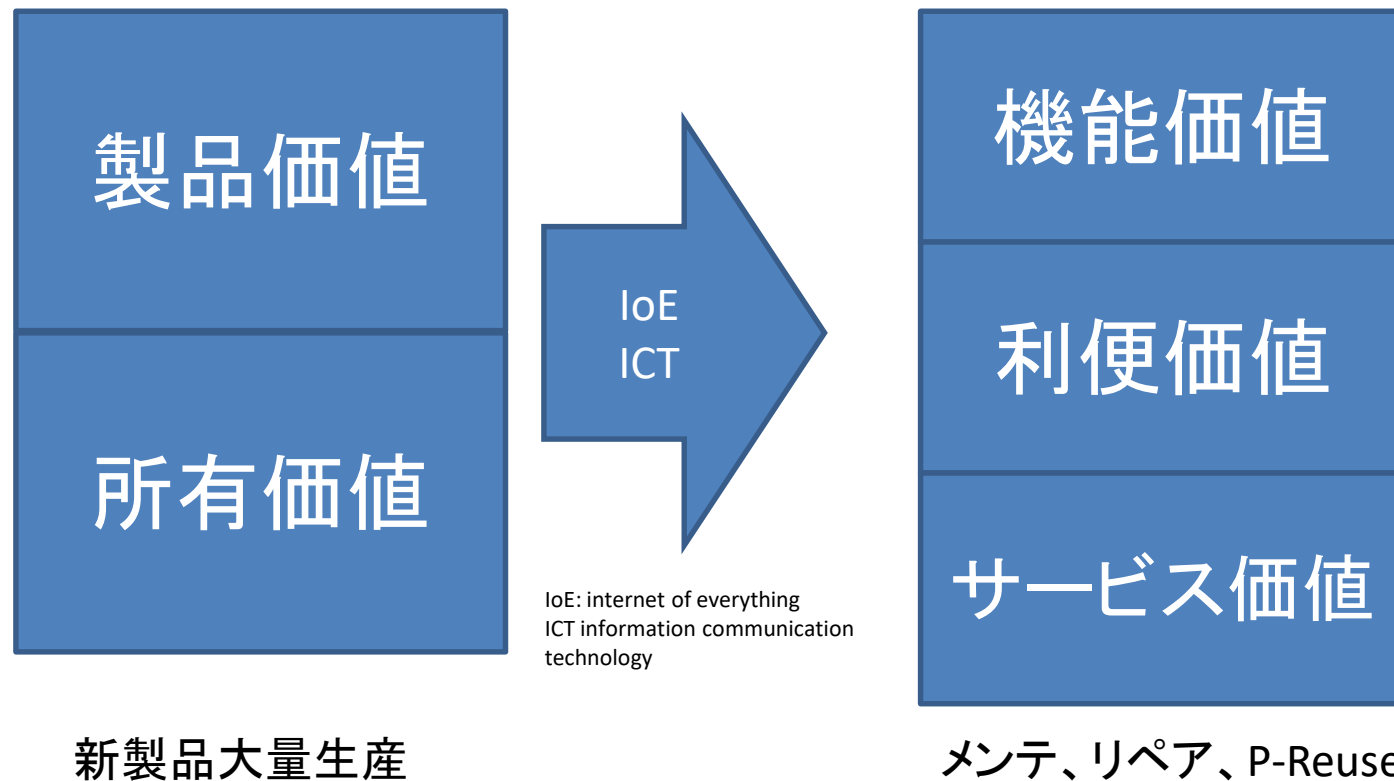 製品価値
所有価値
IoE
ICT
IoE: internet of everything
ICT information communication
technology
機能価値
利便価値
サービス価値
新製品大量生産
メンテ、リペア、P-Reuse